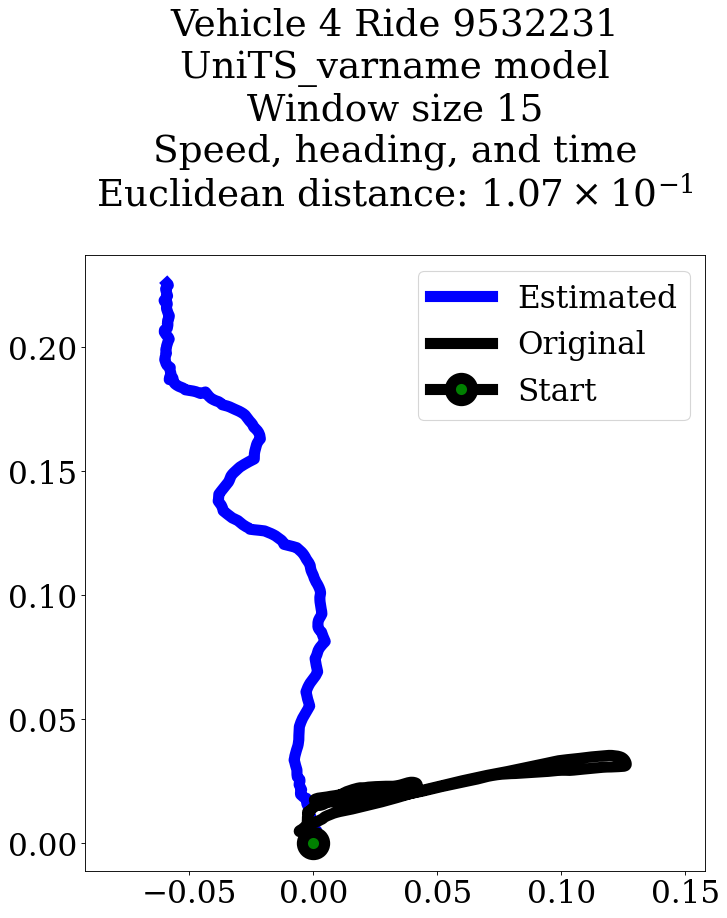 Vehicle 4 Ride 9532231
UniTS_varname model
Window size 15
Speed, heading, and time
Euclidean distance: 1.07 × 10⁻¹
Estimated
Original
Start
0.20
0.15
0.10
0.05
0.00
−0.05 0.00 0.05 0.10 0.15